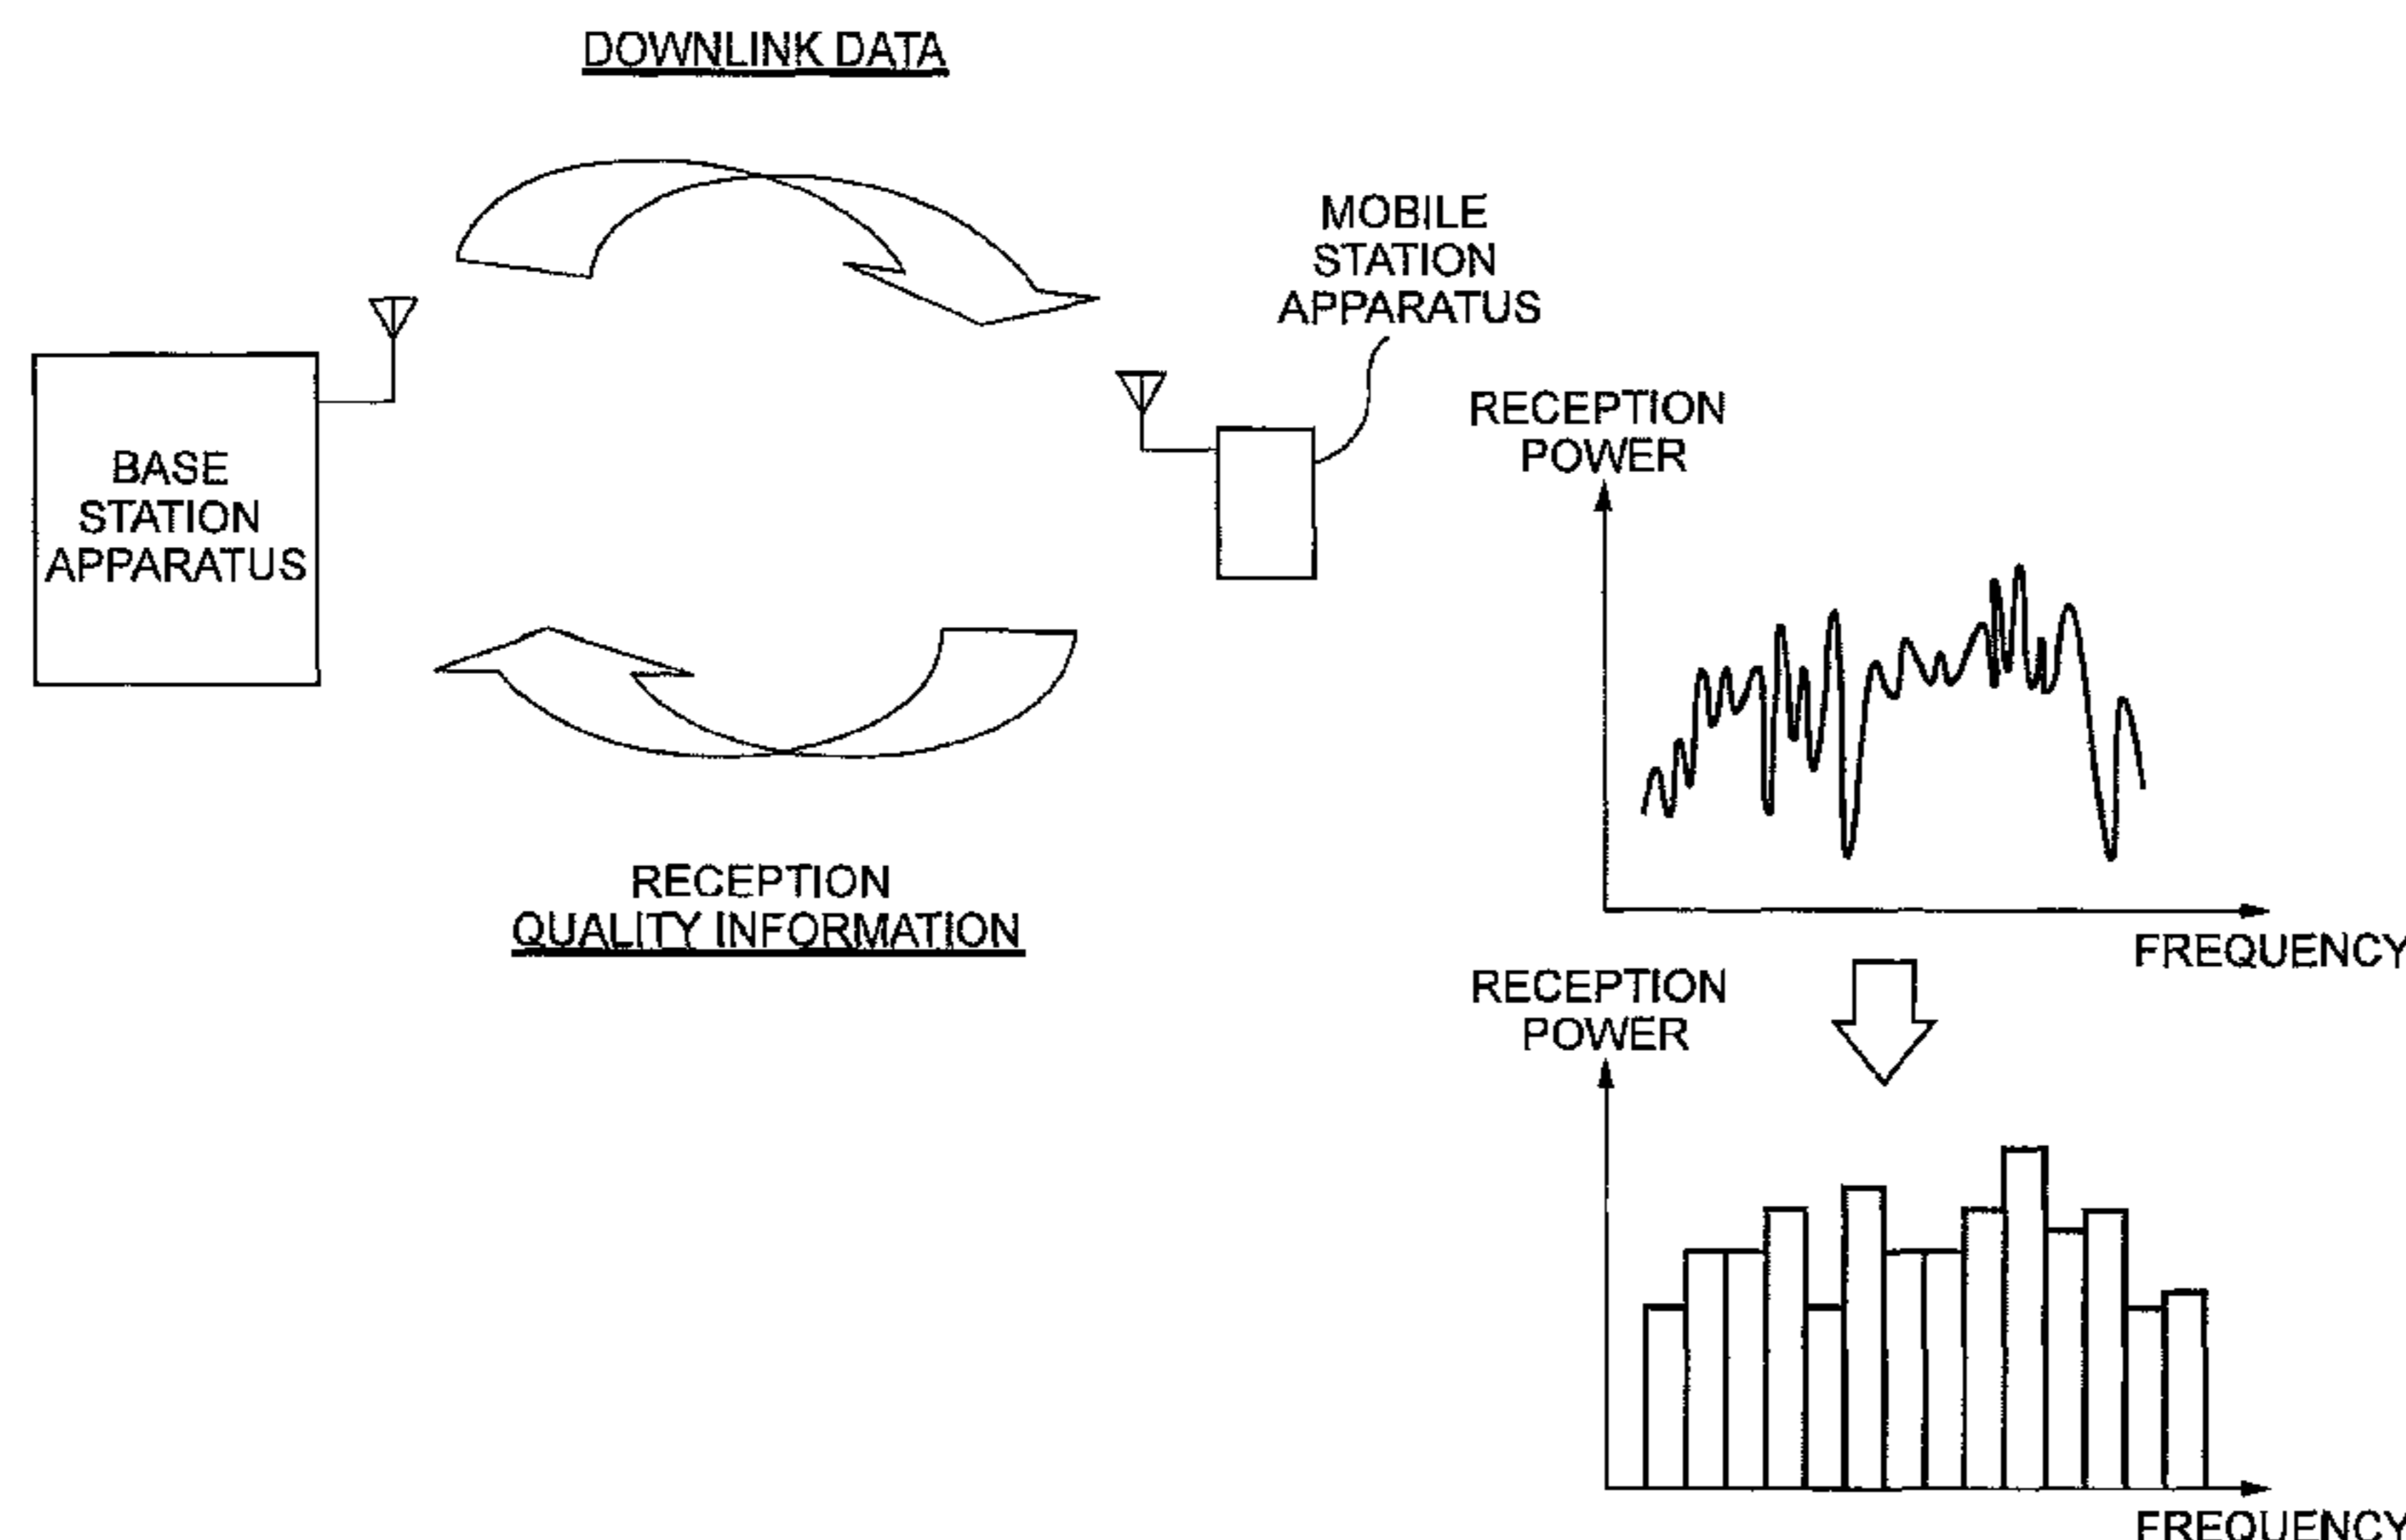 DOWNLINK DATA
MOBILE
STATION
APPARATUS
BASE
STATION
APPARATUS
RECEPTION
POWER
RECEPTION
QUALITY INFORMATION
FREQUENCY
RECEPTION
POWER
FREQUENCY